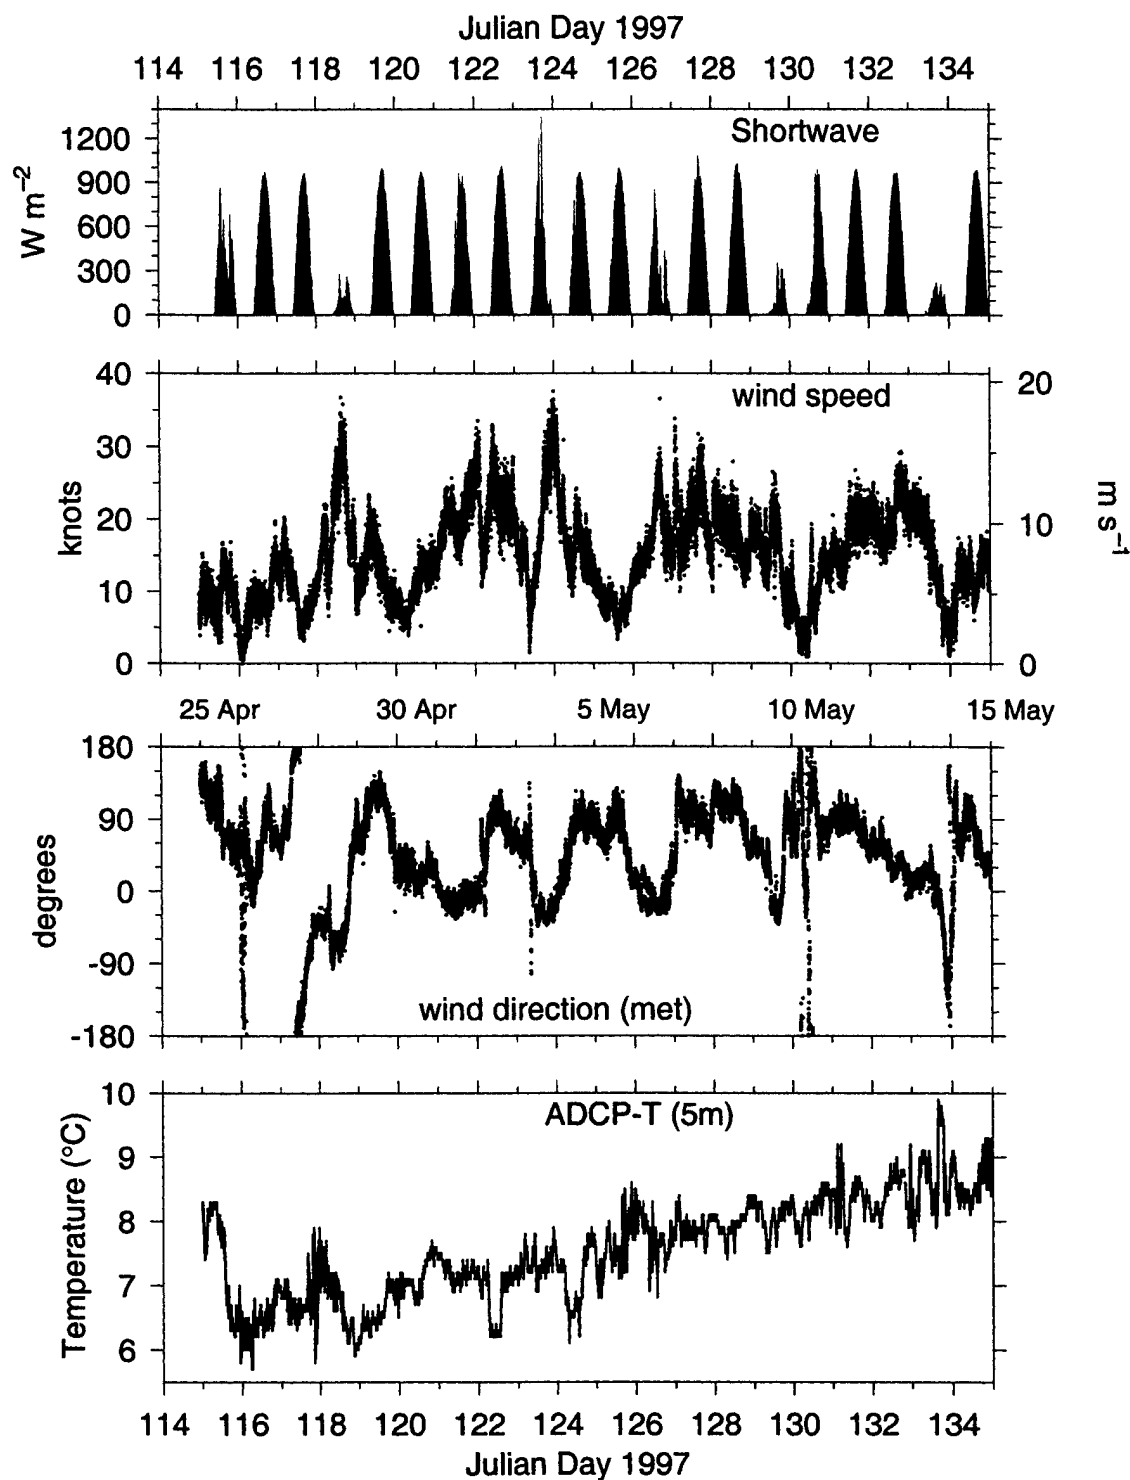 Julian Day 1997
114 116 118 120 122 124 126 128 130 132 134
Shortwave
W m⁻²
1200
900
600
300
0
wind speed
knots
40
30
20
10
0
20
10
0
m s⁻¹
25 Apr 30 Apr 5 May 10 May 15 May
degrees
180
90
0
-90
-180
wind direction (met)
ADCP-T (5m)
Temperature (°C)
10
9
8
7
6
114 116 118 120 122 124 126 128 130 132 134
Julian Day 1997